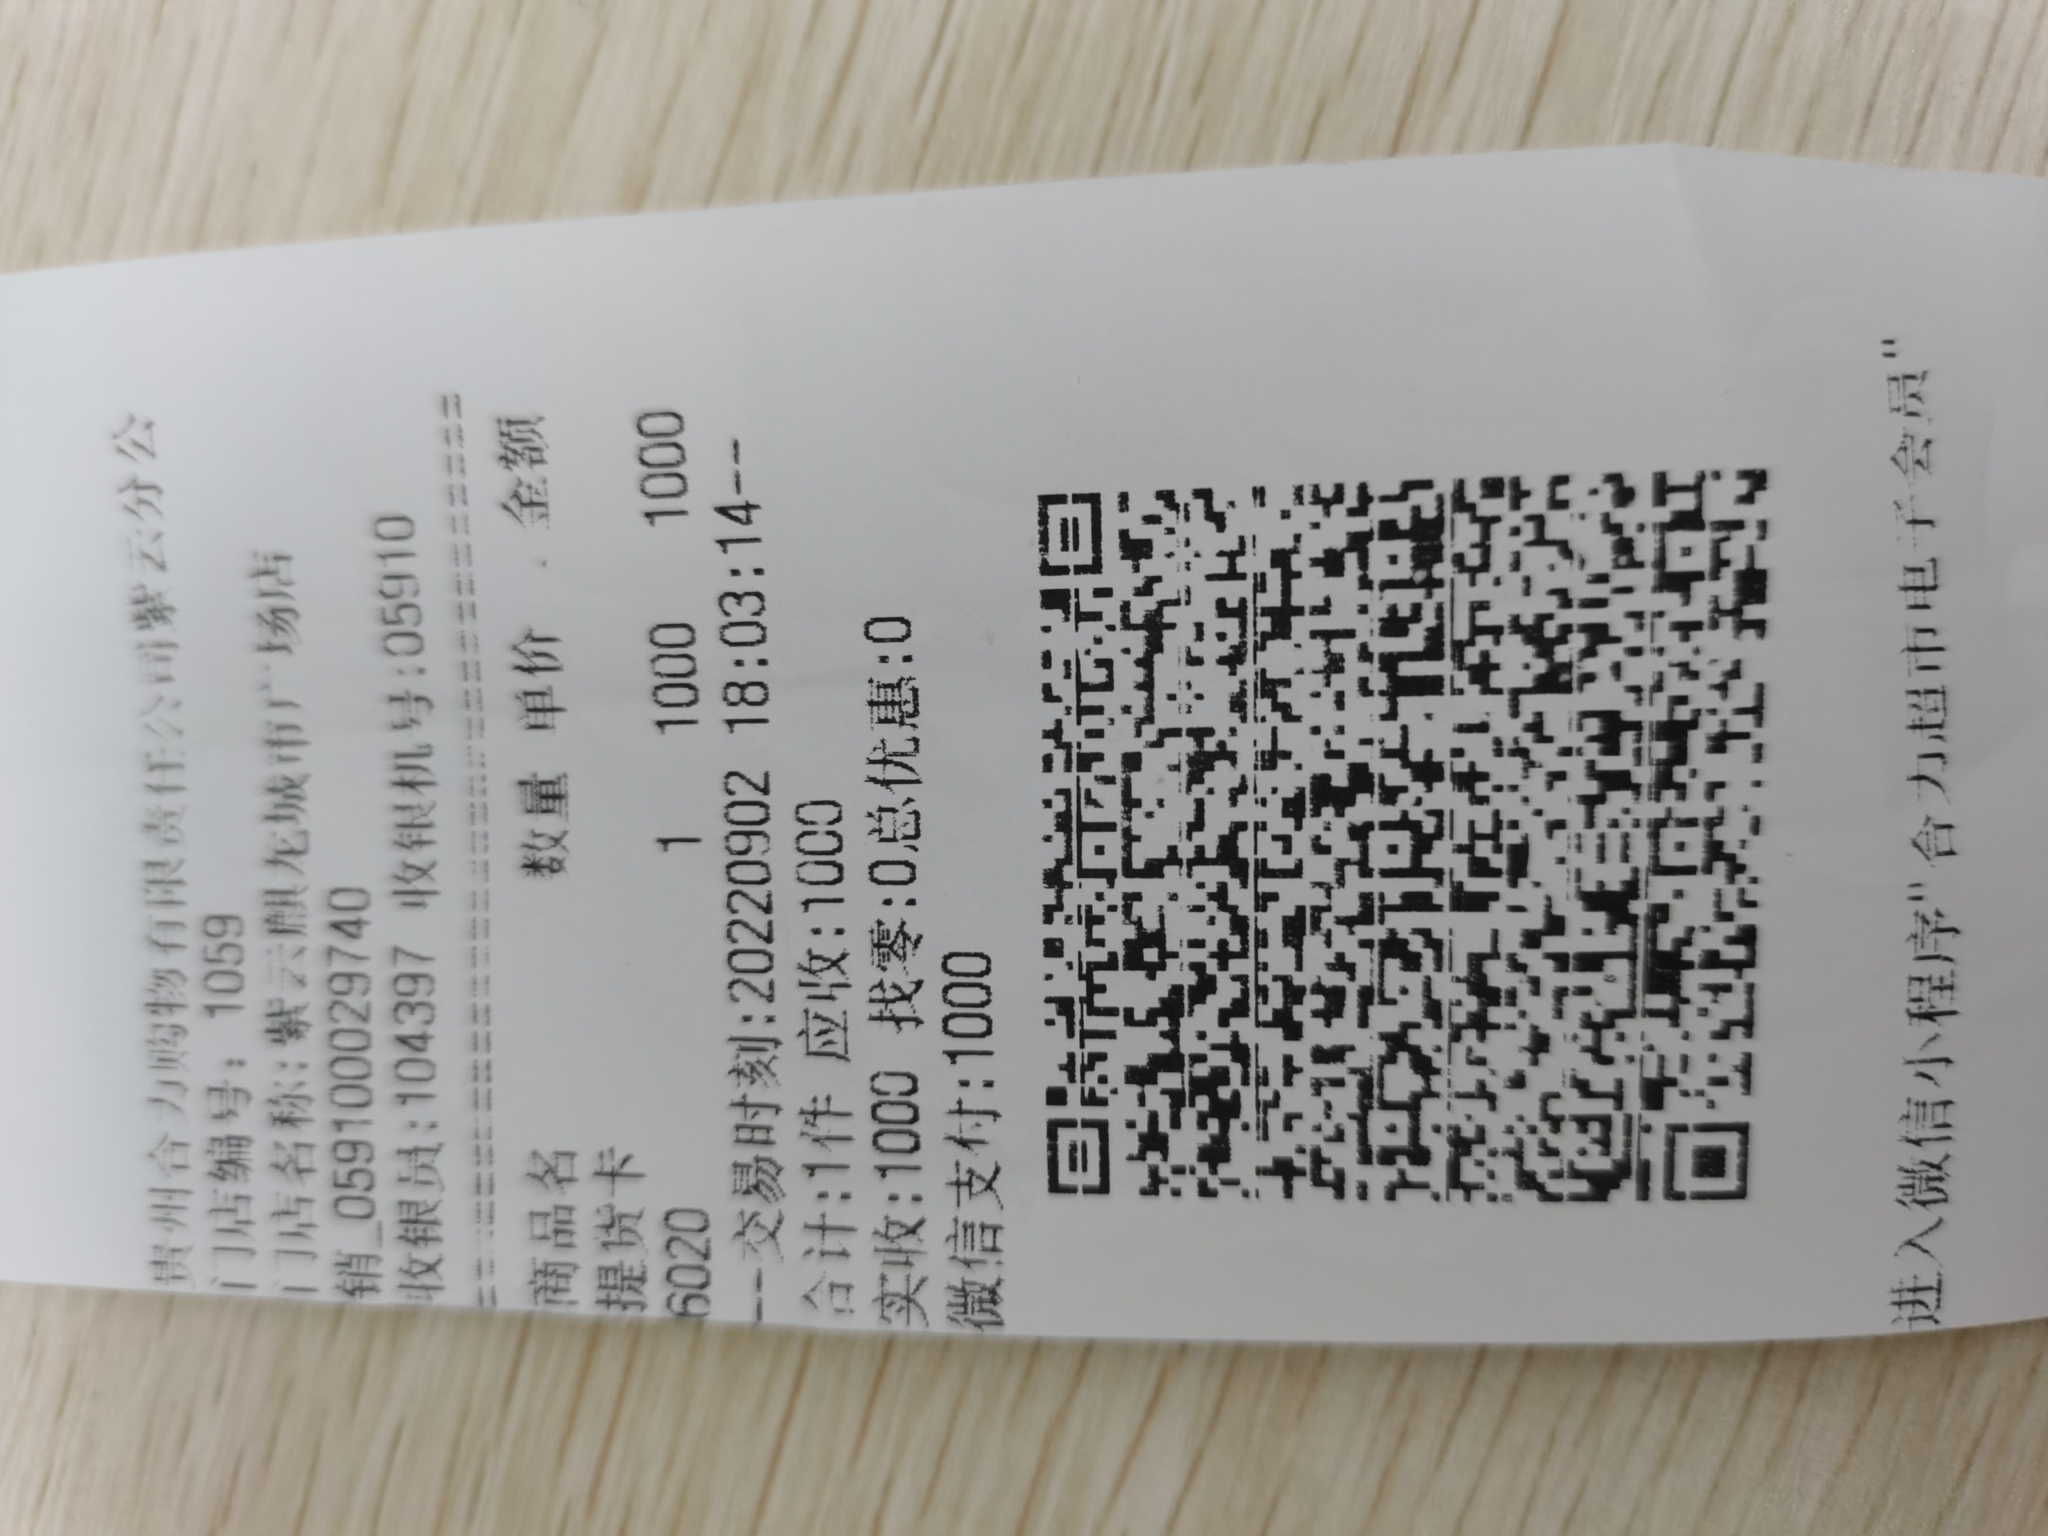 贵州合力购物有限责任公司紫云分公
门店编号: 1059
门店名称:紫云麒龙城市广场店
销_0591000029740
收银员:104397 收银机号:05910
================================
商品名 数量 单价 金额
提货卡
6020 1 1000 1000
--交易时刻:20220902 18:03:14--
合计:1件 应收:1000
实收:1000 找零:0总优惠:0
微信支付:1000
进入微信小程序"合力超市电子会员"